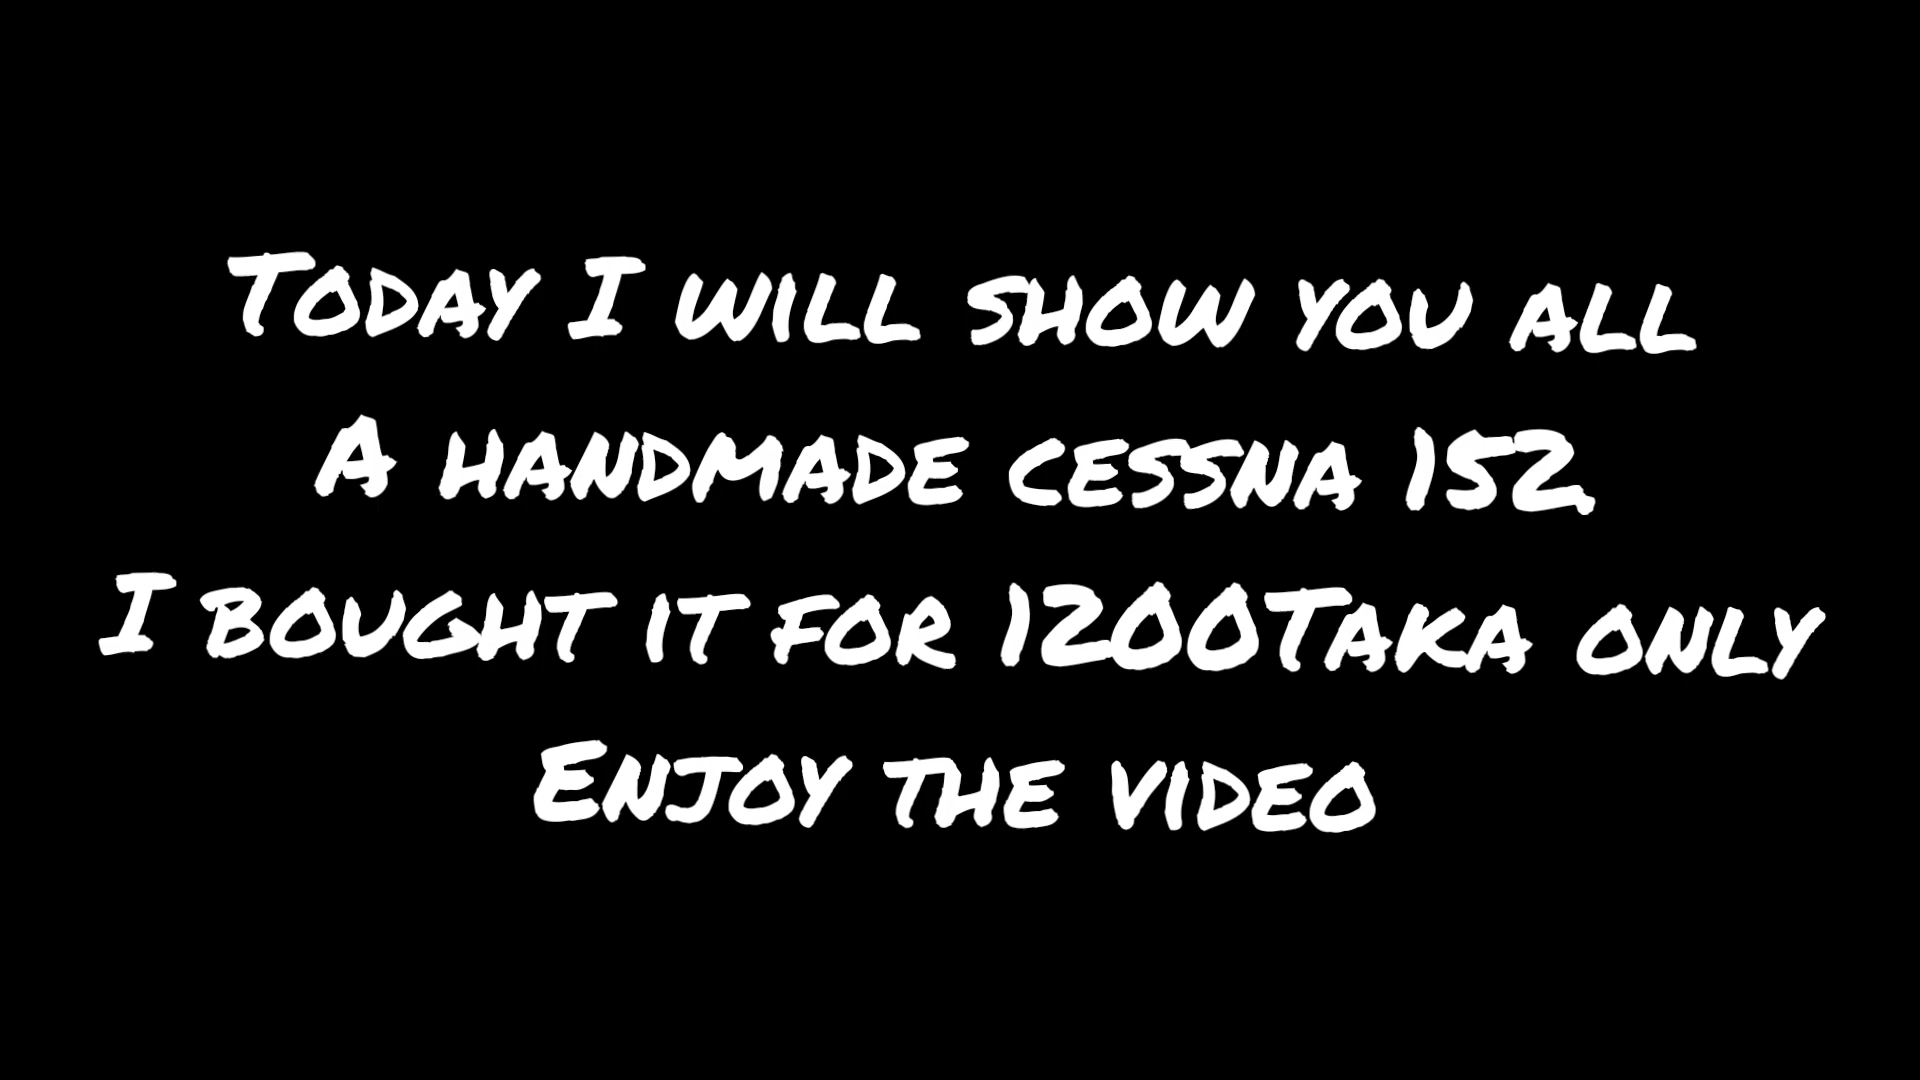 Today I will show you all
A handmade cessna 152.
I bought it for 1200Taka only
Enjoy the video